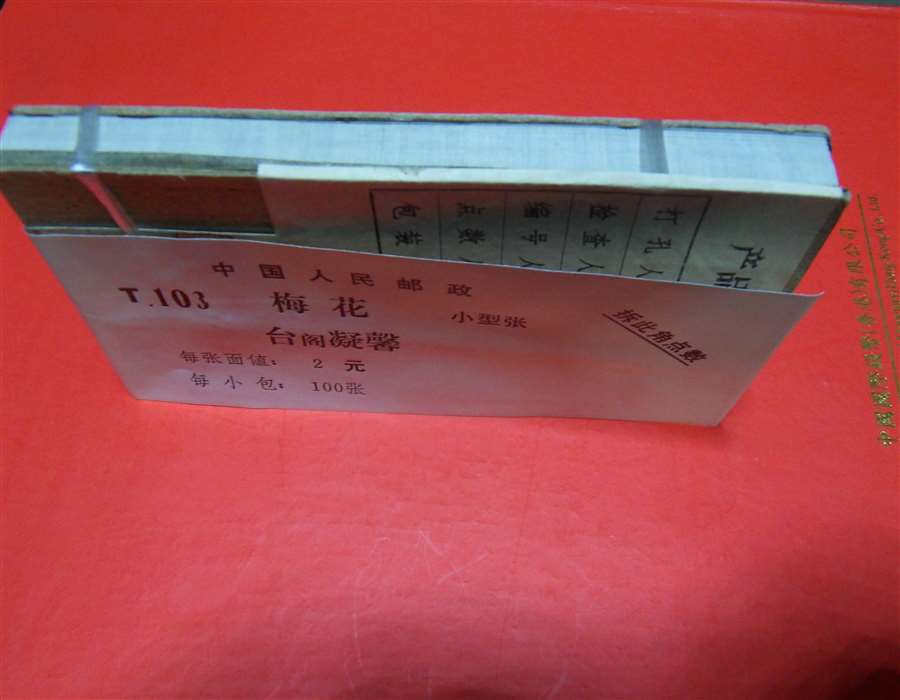 中国人民邮政
T.103 梅花 小型张
台阁凝馨
每张面值: 2 元
每小包: 100张
拆此角点数
产品
打孔人
检查人
编号人
点数人
包装